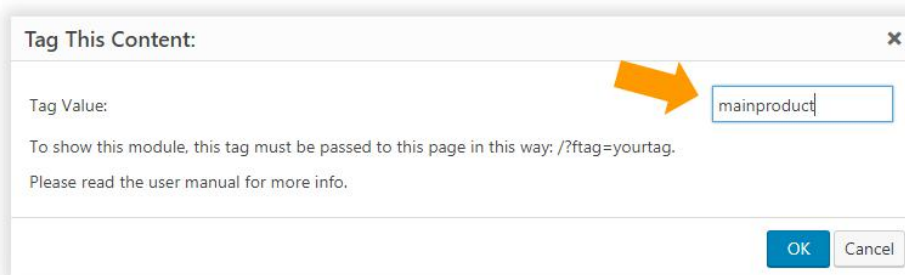 Tag This Content:
Tag Value: mainproduct
To show this module, this tag must be passed to this page in this way: /?ftag=yourtag.
Please read the user manual for more info.
OK Cancel